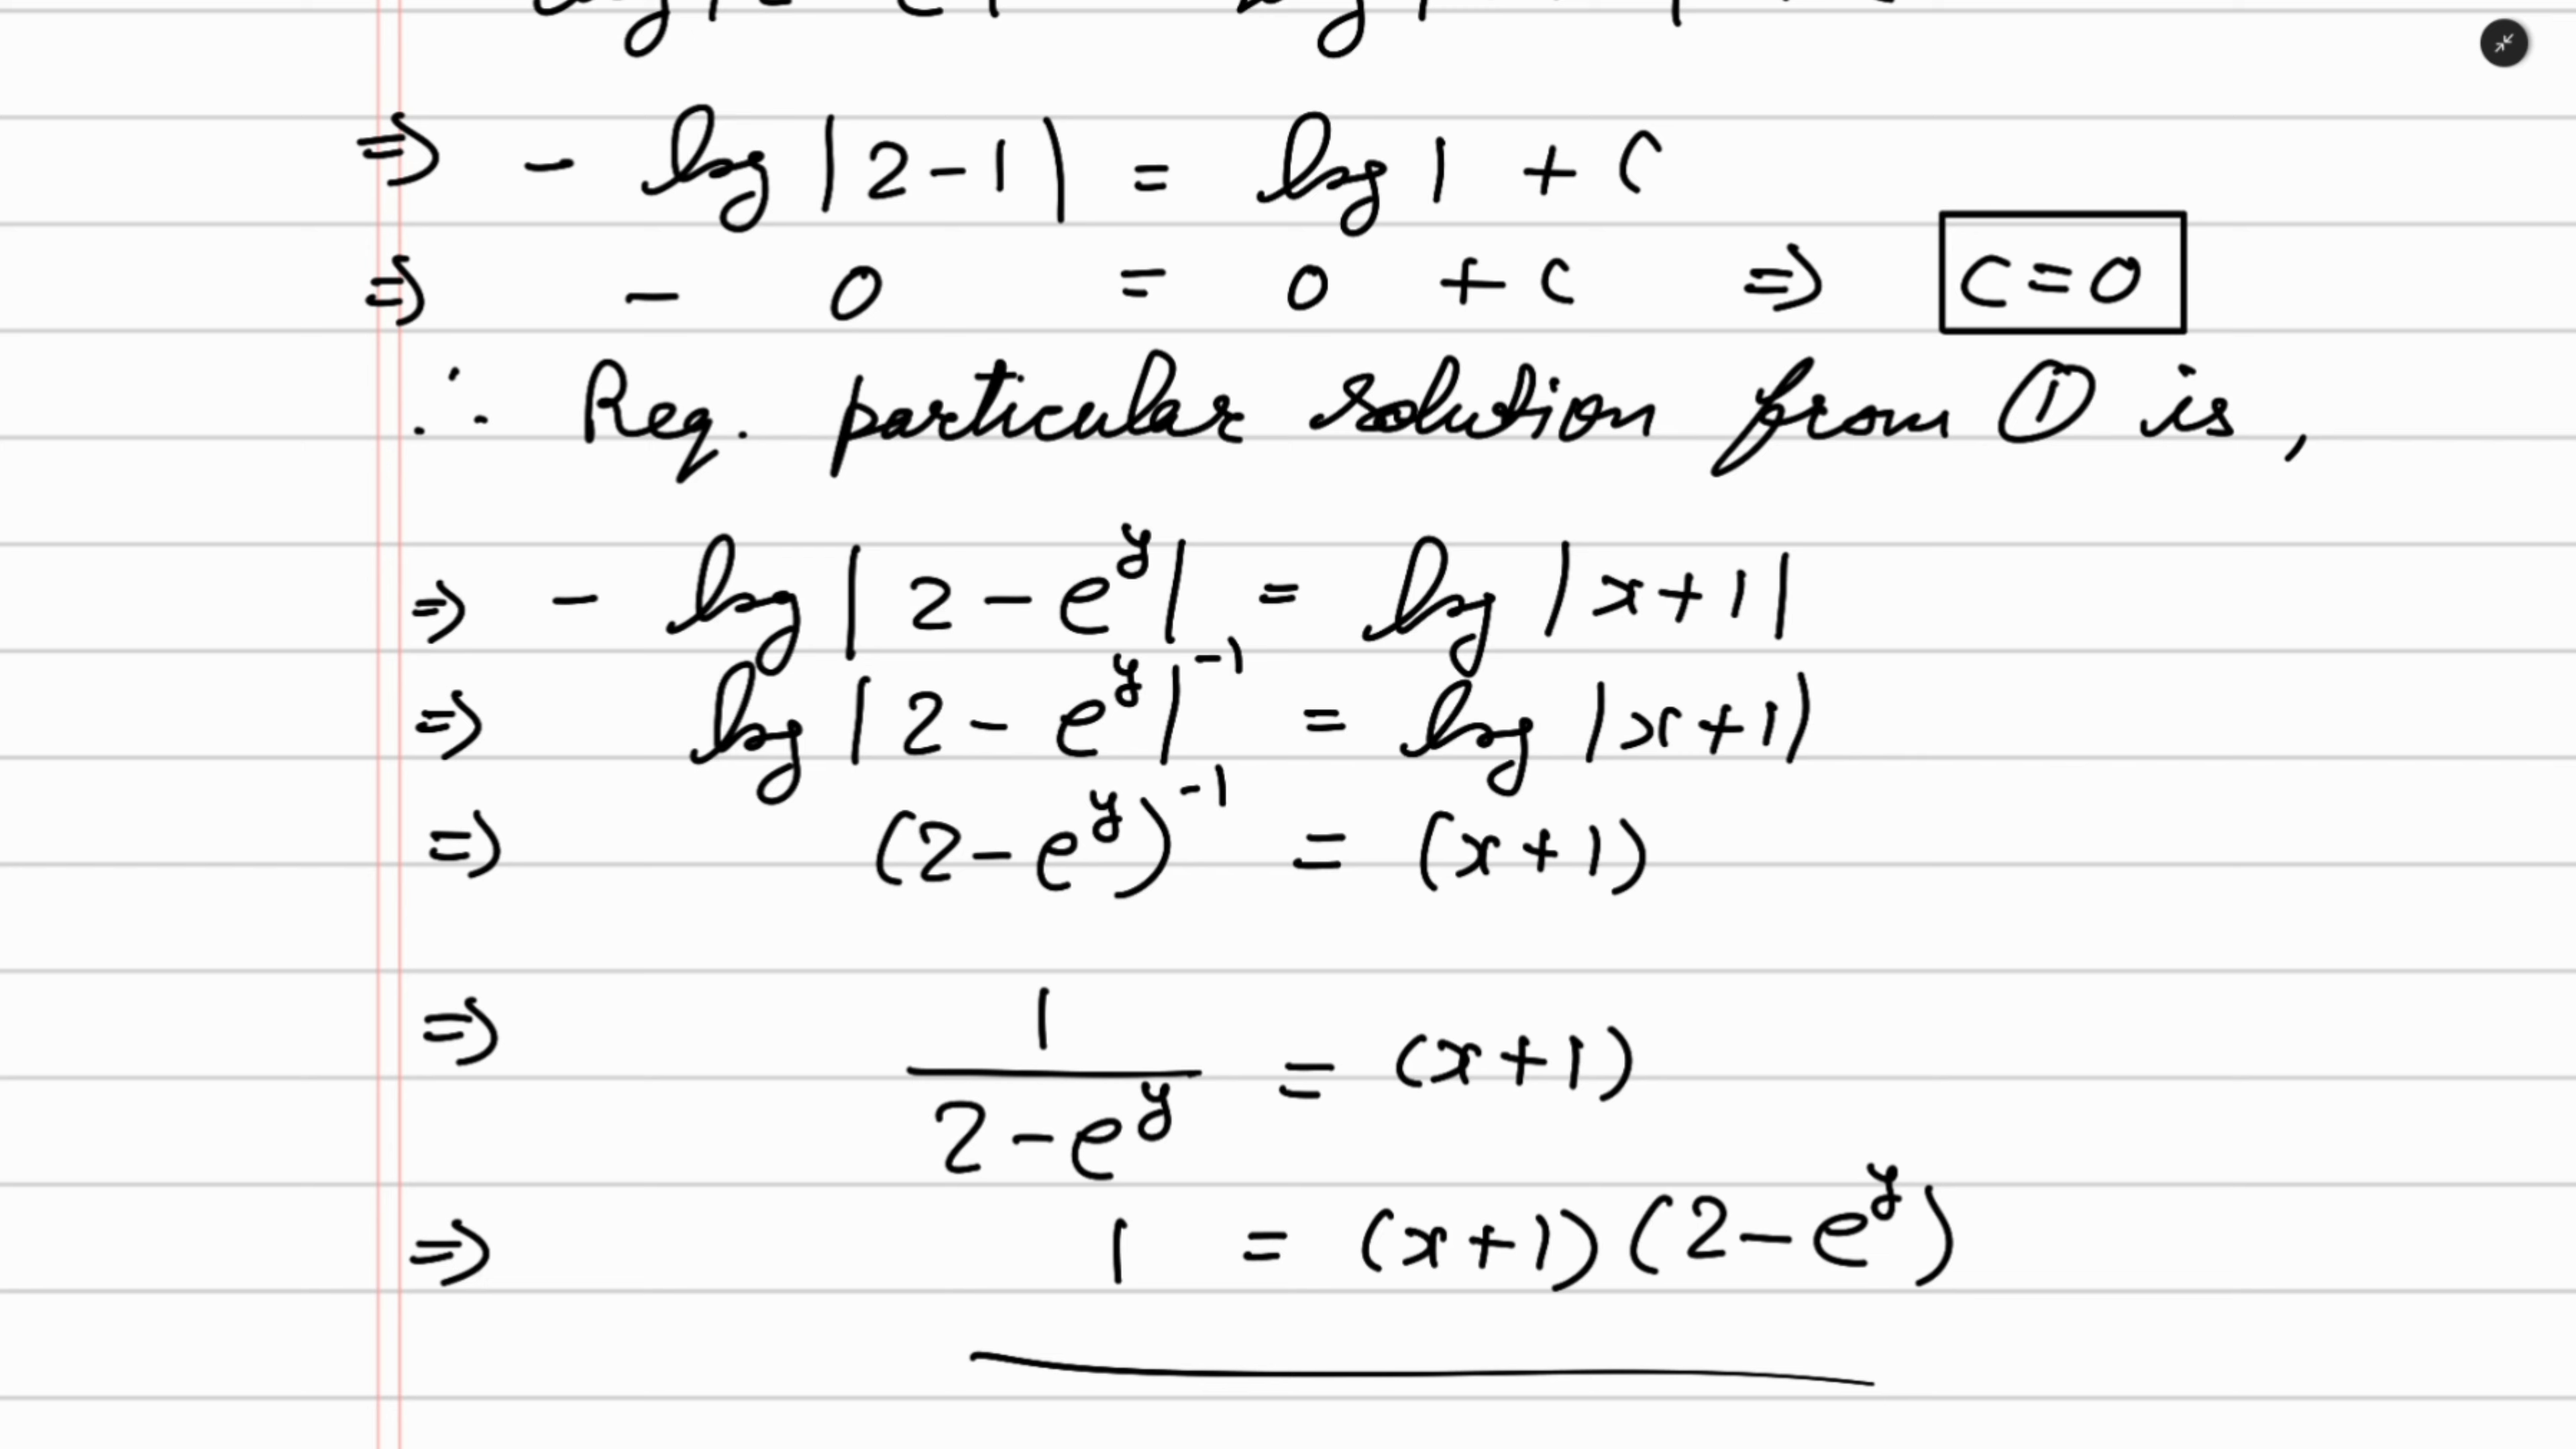 ⇒ - log |2-1| = log 1 + C
⇒ - 0 = 0 + C ⇒ C=0
∴ Req. particular solution from ① is,
⇒ - log |2-e^y| = log |x+1|
⇒ log |2-e^y|^-1 = log |x+1|
⇒ (2-e^y)^-1 = (x+1)
⇒ 1/(2-e^y) = (x+1)
⇒ 1 = (x+1)(2-e^y)